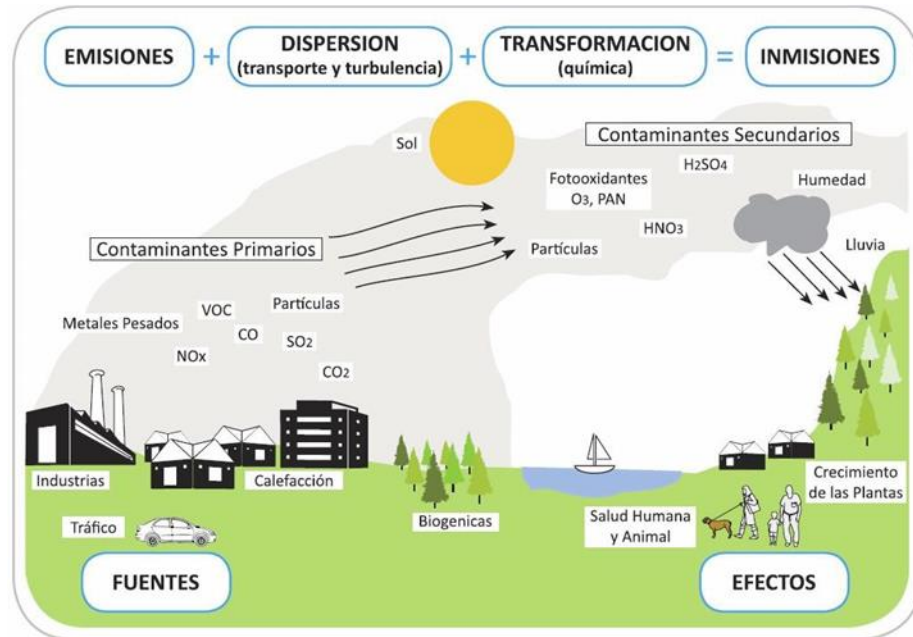 EMISIONES
+
DISPERSION
(transporte y turbulencia)
+
TRANSFORMACION
(química)
=
INMISIONES
Sol
Contaminantes Secundarios
H2SO4
Fotooxidantes
O3, PAN
Humedad
HNO3
Partículas
Lluvia
Contaminantes Primarios
Partículas
VOC
Metales Pesados
CO
SO2
NOx
CO2
Industrias
Calefacción
Biogenicas
Tráfico
Crecimiento
de las Plantas
Salud Humana
y Animal
FUENTES
EFECTOS